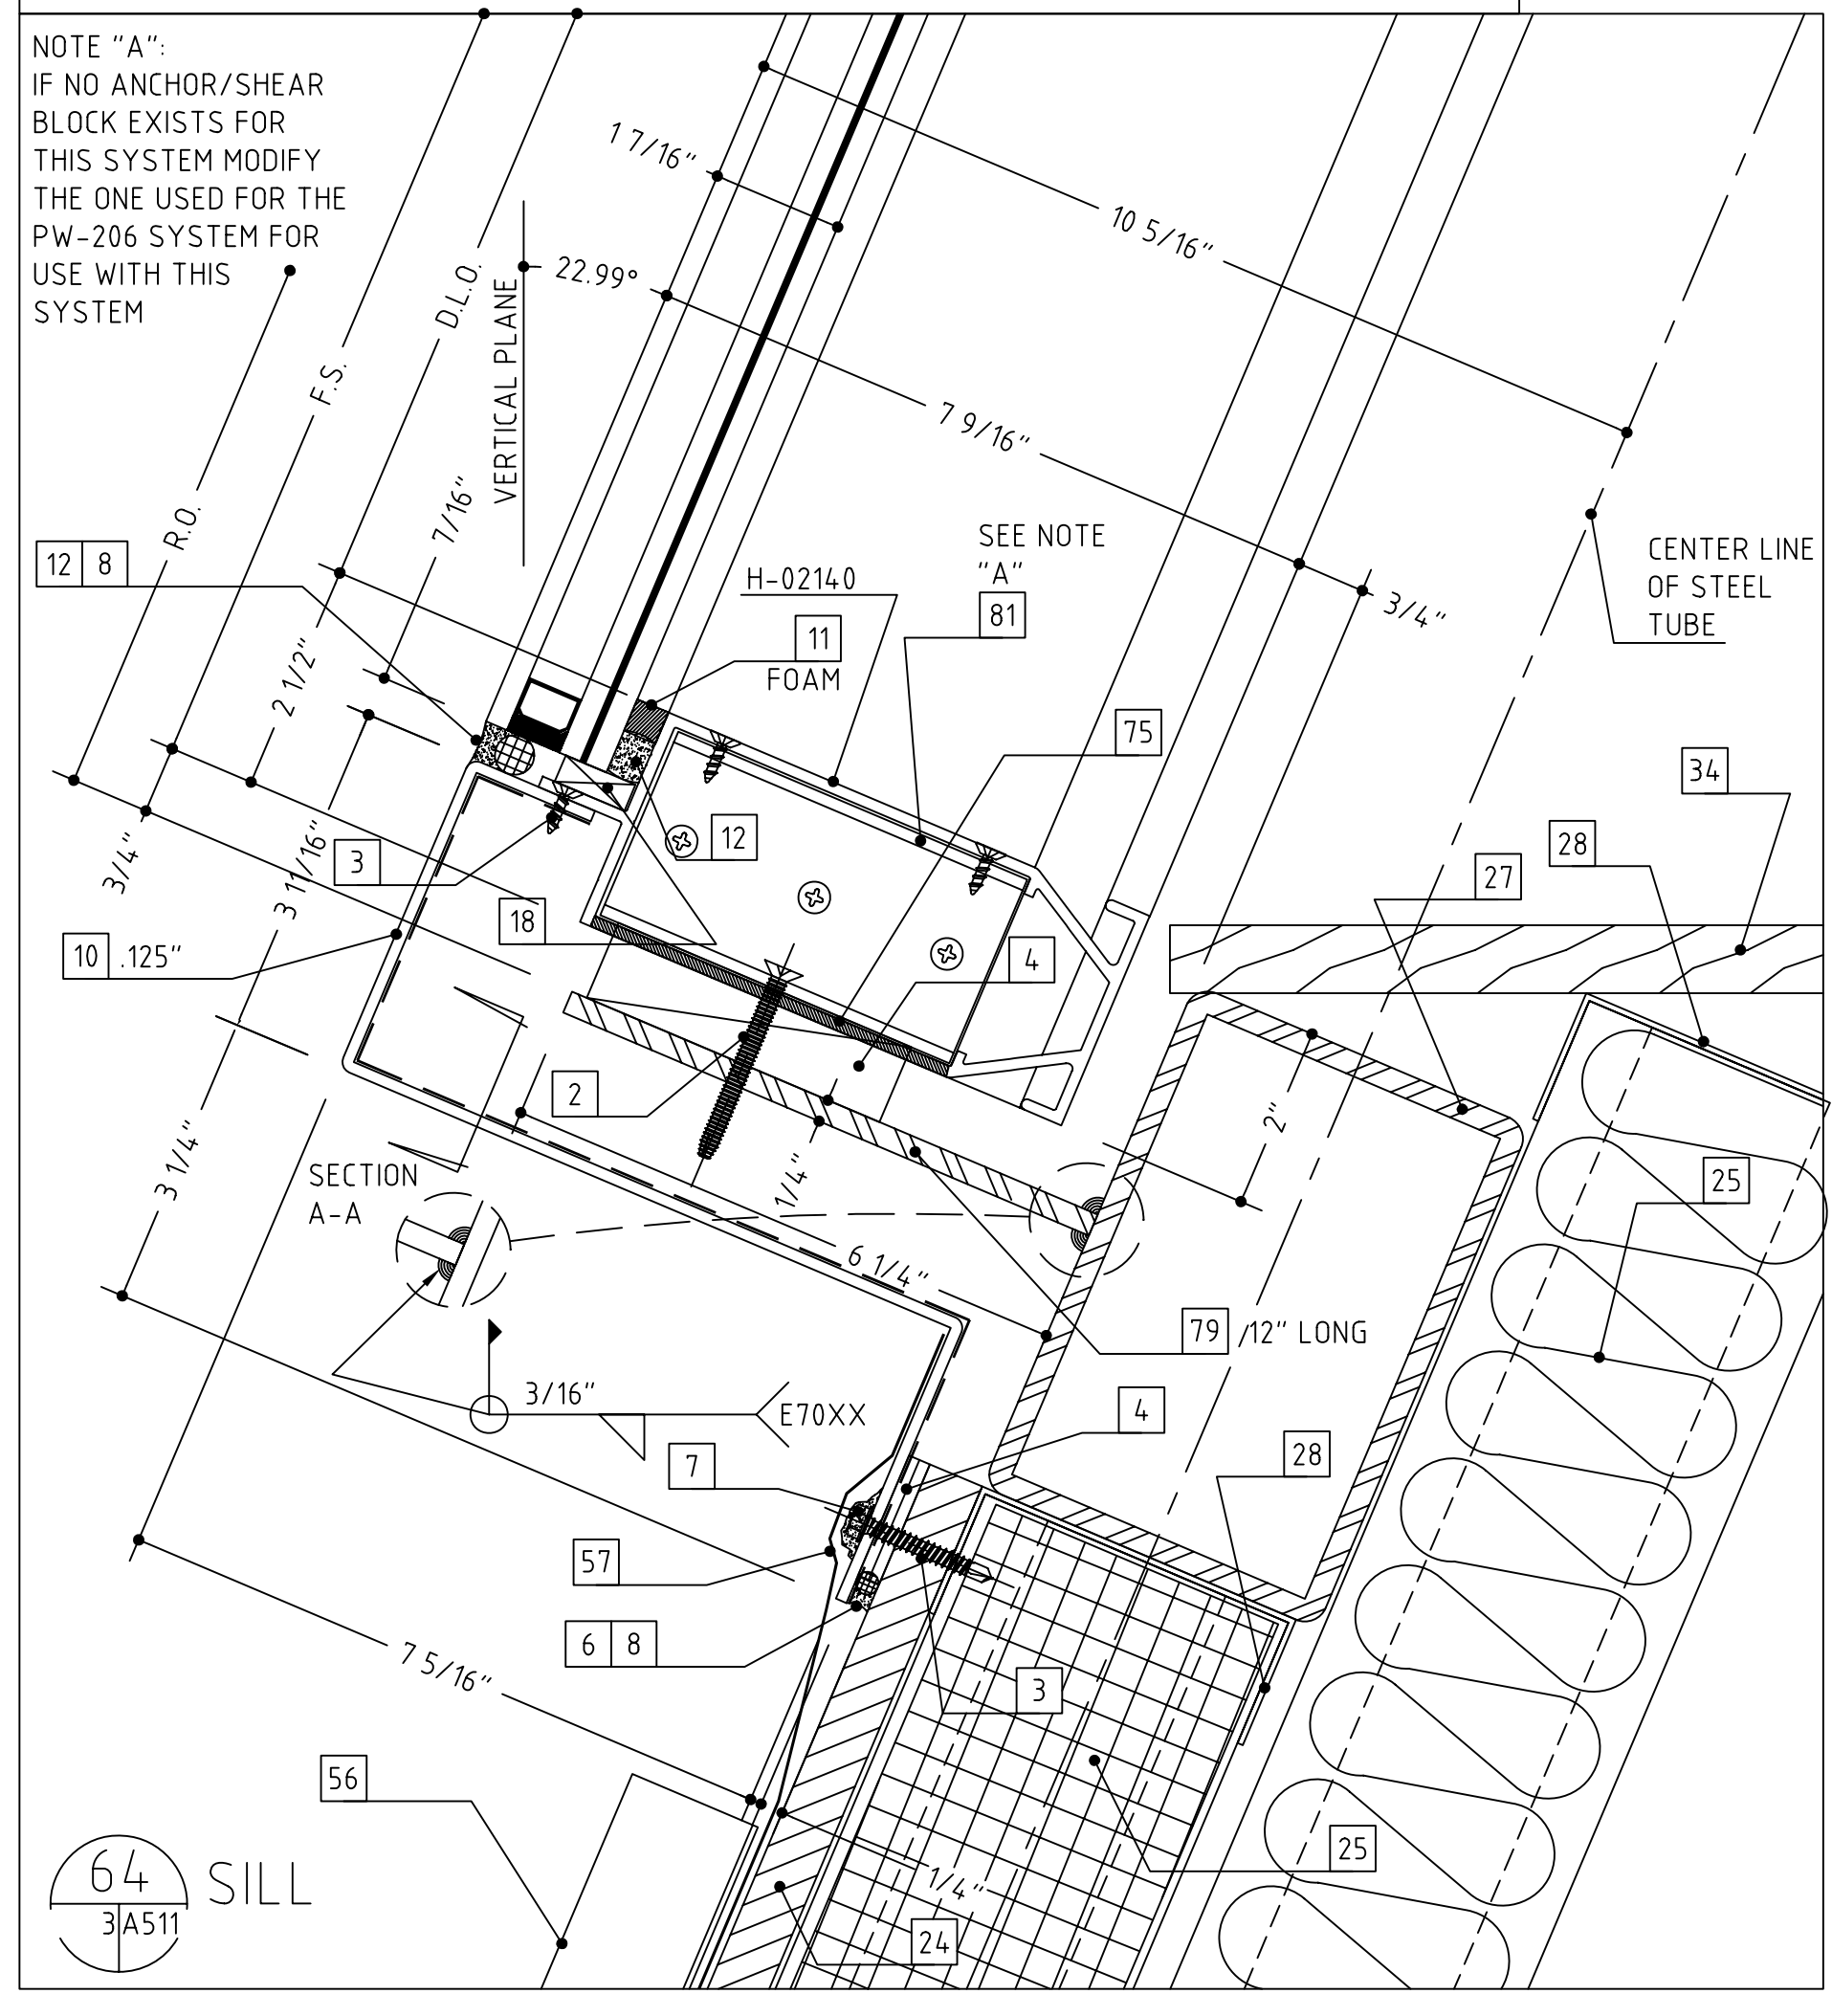 NOTE "A":
IF NO ANCHOR/SHEAR
BLOCK EXISTS FOR
THIS SYSTEM MODIFY
THE ONE USED FOR THE
PW-206 SYSTEM FOR
USE WITH THIS
SYSTEM
1 7/16"
10 5/16"
22.99°
VERTICAL PLANE
D.L.O.
F.S.
R.O.
7 9/16"
7/16"
SEE NOTE
"A"
81
H-02140
11
FOAM
CENTER LINE
OF STEEL
TUBE
3/4"
12 8
2 1/2"
75
34
28
27
3/4"
3
12
3 11/16"
18
4
10 .125"
2
2"
3 1/4"
SECTION
A-A
1/4"
25
6 1/4"
79 /12" LONG
3/16"
E70XX
4
7
28
57
6 8
3
7 5/16"
56
25
1/4"
24
64
3 A511
SILL